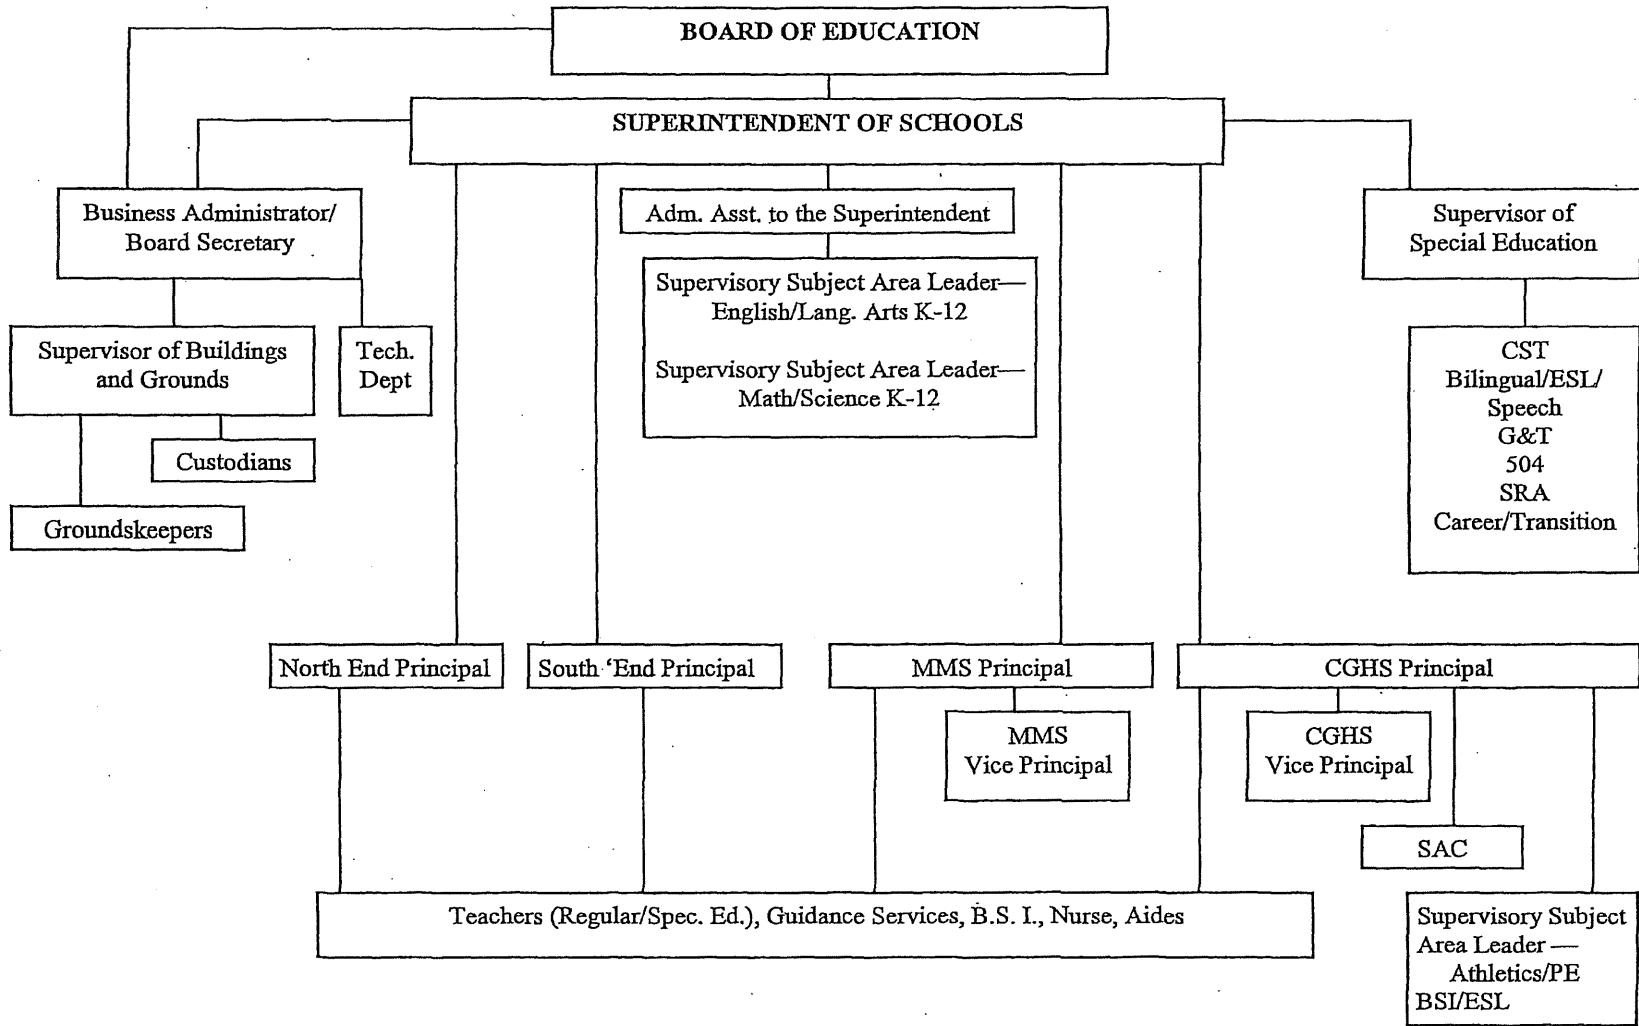 BOARD OF EDUCATION
SUPERINTENDENT OF SCHOOLS
Business Administrator/
Board Secretary
Adm. Asst. to the Superintendent
Supervisor of
Special Education
Supervisory Subject Area Leader—
English/Lang. Arts K-12
Supervisory Subject Area Leader—
Math/Science K-12
Supervisor of Buildings
and Grounds
Tech.
Dept
Custodians
Groundskeepers
CST
Bilingual/ESL/
Speech
G&T
504
SRA
Career/Transition
North End Principal
South 'End Principal
MMS Principal
CGHS Principal
MMS
Vice Principal
CGHS
Vice Principal
SAC
Teachers (Regular/Spec. Ed.), Guidance Services, B.S. I., Nurse, Aides
Supervisory Subject
Area Leader —
Athletics/PE
BSI/ESL